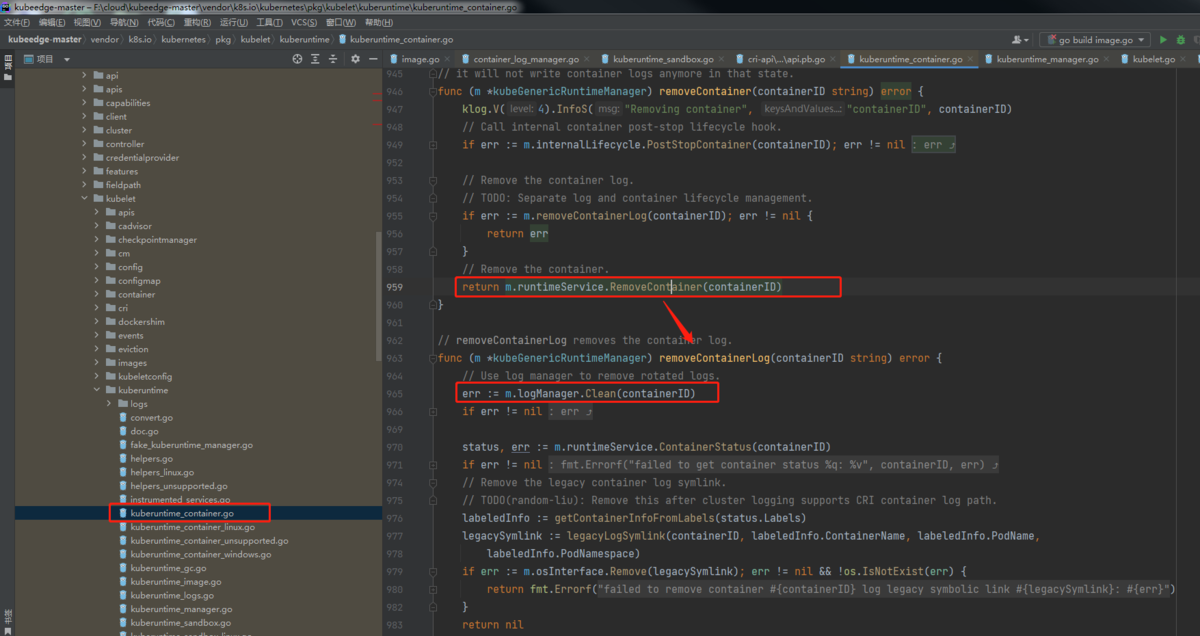 kubeedge-master – F:\cloud\kubeedge-master\vendor\k8s.io\kubernetes\pkg\kubelet\kuberuntime\kuberuntime_container.go
文件(F) 编辑(E) 视图(V) 导航(N) 代码(C) 重构(R) 运行(U) 工具(T) VCS(S) 窗口(W) 帮助(H)
kubeedge-master vendor k8s.io kubernetes pkg kubelet kuberuntime kuberuntime_container.go
go build image.go
项目
image.go container_log_manager.go kuberuntime_sandbox.go cri-api\...\api.pb.go kuberuntime_container.go kuberuntime_manager.go kubelet.go
api
apis
capabilities
client
cluster
controller
credentialprovider
features
fieldpath
kubelet
apis
cadvisor
checkpointmanager
cm
config
configmap
container
cri
dockershim
events
eviction
images
kubeletconfig
kuberuntime
logs
convert.go
doc.go
fake_kuberuntime_manager.go
helpers.go
helpers_linux.go
helpers_unsupported.go
instrumented_services.go
kuberuntime_container.go
kuberuntime_container_linux.go
kuberuntime_container_unsupported.go
kuberuntime_container_windows.go
kuberuntime_gc.go
kuberuntime_image.go
kuberuntime_logs.go
kuberuntime_manager.go
kuberuntime_sandbox.go
kuberuntime_sandbox_linux.go
945 // it will not write container logs anymore in that state.
946 func (m *kubeGenericRuntimeManager) removeContainer(containerID string) error {
947 klog.V( level: 4).InfoS( msg: "Removing container", keysAndValues...: "containerID", containerID)
948 // Call internal container post-stop lifecycle hook.
949 if err := m.internalLifecycle.PostStopContainer(containerID); err != nil : err
952
953 // Remove the container log.
954 // TODO: Separate log and container lifecycle management.
955 if err := m.removeContainerLog(containerID); err != nil {
956 return err
957 }
958 // Remove the container.
959 return m.runtimeService.RemoveContainer(containerID)
960 }
961
962 // removeContainerLog removes the container log.
963 func (m *kubeGenericRuntimeManager) removeContainerLog(containerID string) error {
964 // Use log manager to remove rotated logs.
965 err := m.logManager.Clean(containerID)
966 if err != nil : err
969
970 status, err := m.runtimeService.ContainerStatus(containerID)
971 if err != nil : fmt.Errorf("failed to get container status %q: %v", containerID, err)
974 // Remove the legacy container log symlink.
975 // TODO(random-liu): Remove this after cluster logging supports CRI container log path.
976 labeledInfo := getContainerInfoFromLabels(status.Labels)
977 legacySymlink := legacyLogSymlink(containerID, labeledInfo.ContainerName, labeledInfo.PodName,
978 labeledInfo.PodNamespace)
979 if err := m.osInterface.Remove(legacySymlink); err != nil && !os.IsNotExist(err) {
980 return fmt.Errorf("failed to remove container #{containerID} log legacy symbolic link #{legacySymlink}: #{err}")
982 }
983 return nil